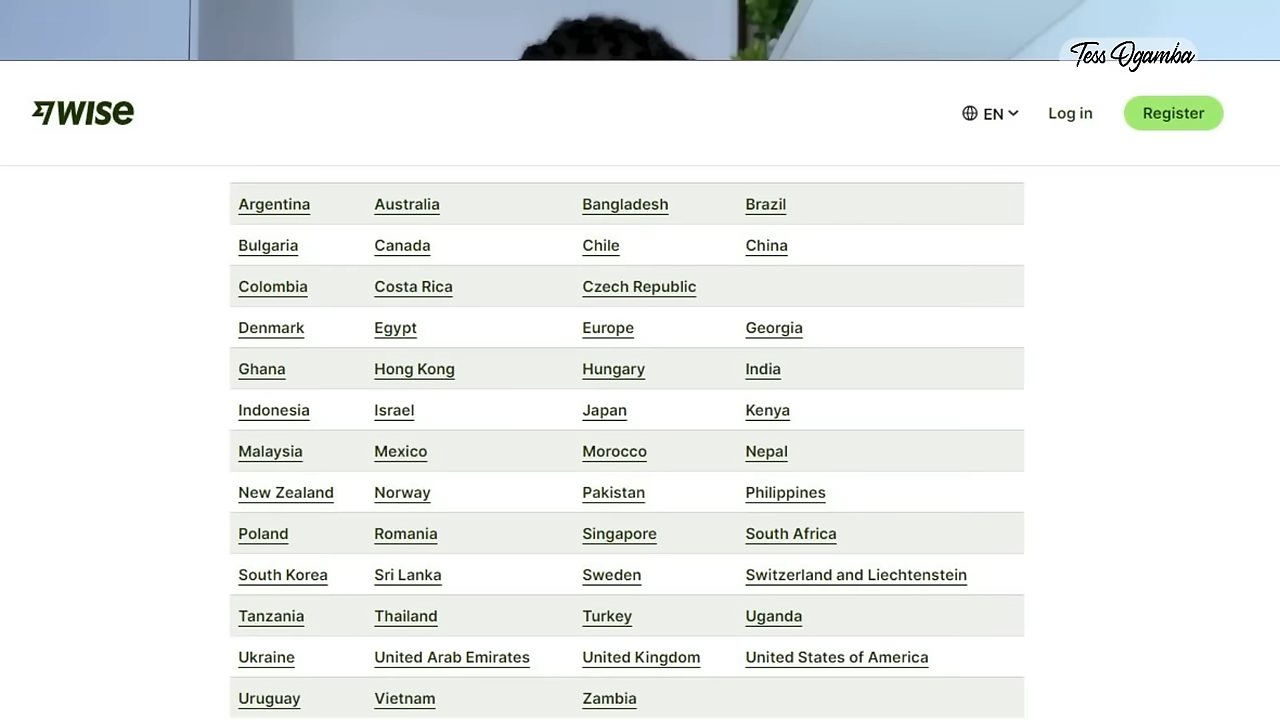 Tess Ogamba
WISE
EN
Log in
Register
Argentina Australia Bangladesh Brazil
Bulgaria Canada Chile China
Colombia Costa Rica Czech Republic
Denmark Egypt Europe Georgia
Ghana Hong Kong Hungary India
Indonesia Israel Japan Kenya
Malaysia Mexico Morocco Nepal
New Zealand Norway Pakistan Philippines
Poland Romania Singapore South Africa
South Korea Sri Lanka Sweden Switzerland and Liechtenstein
Tanzania Thailand Turkey Uganda
Ukraine United Arab Emirates United Kingdom United States of America
Uruguay Vietnam Zambia